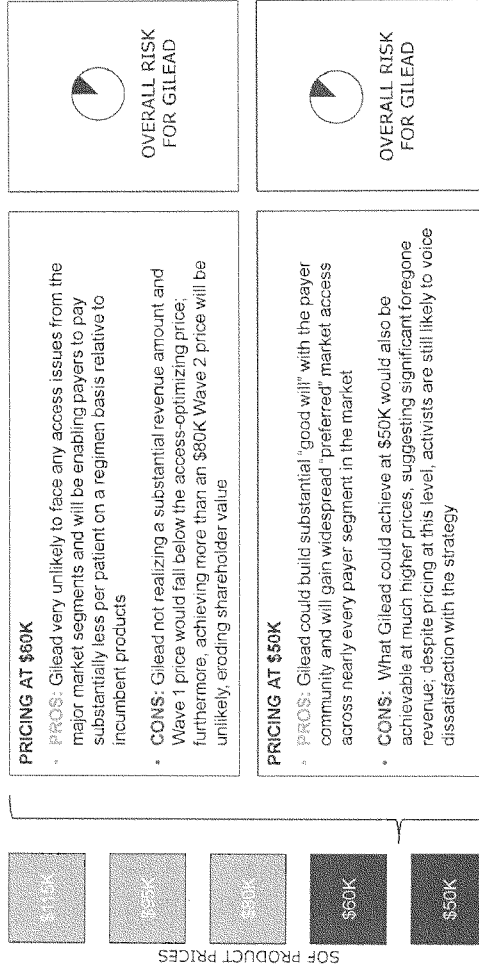 SOF PRODUCT PRICES
$115K
$95K
$80K
$60K
$50K
PRICING AT $60K
- PROS: Gilead very unlikely to face any access issues from the
major market segments and will be enabling payers to pay
substantially less per patient on a regimen basis relative to
incumbent products
• CONS: Gilead not realizing a substantial revenue amount and
Wave 1 price would fall below the access-optimizing price;
furthermore, achieving more than an $80K Wave 2 price will be
unlikely, eroding shareholder value
OVERALL RISK
FOR GILEAD
PRICING AT $50K
- PROS: Gilead could build substantial “good will” with the payer
community and will gain widespread “preferred” market access
across nearly every payer segment in the market
• CONS: What Gilead could achieve at $50K would also be
achievable at much higher prices, suggesting significant foregone
revenue; despite pricing at this level, activists are still likely to voice
dissatisfaction with the strategy
OVERALL RISK
FOR GILEAD